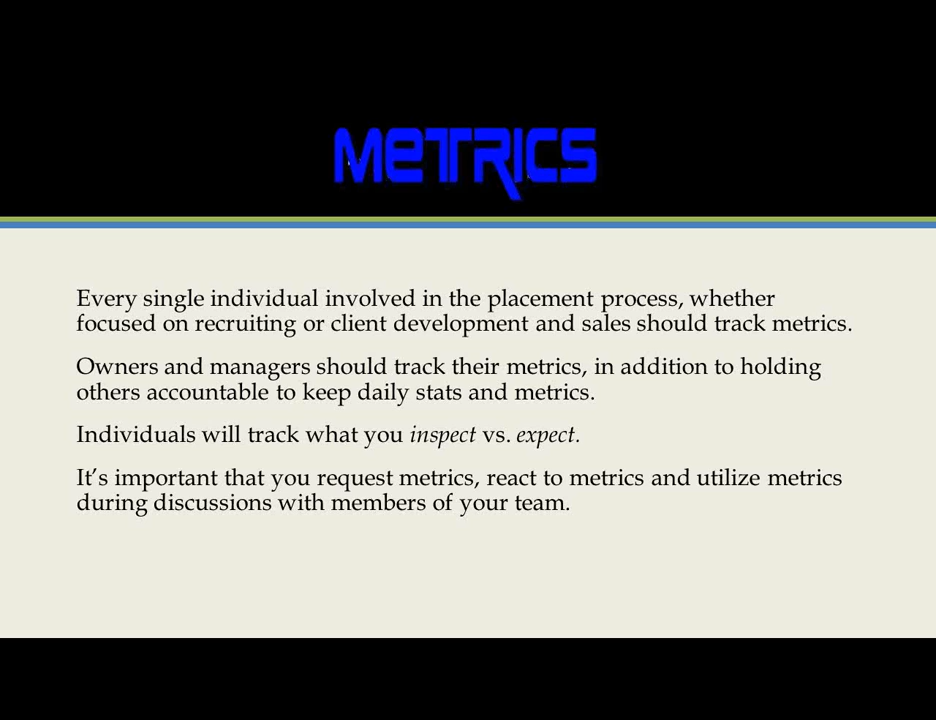 METRICS
Every single individual involved in the placement process, whether
focused on recruiting or client development and sales should track metrics.
Owners and managers should track their metrics, in addition to holding
others accountable to keep daily stats and metrics.
Individuals will track what you inspect vs. expect.
It’s important that you request metrics, react to metrics and utilize metrics
during discussions with members of your team.